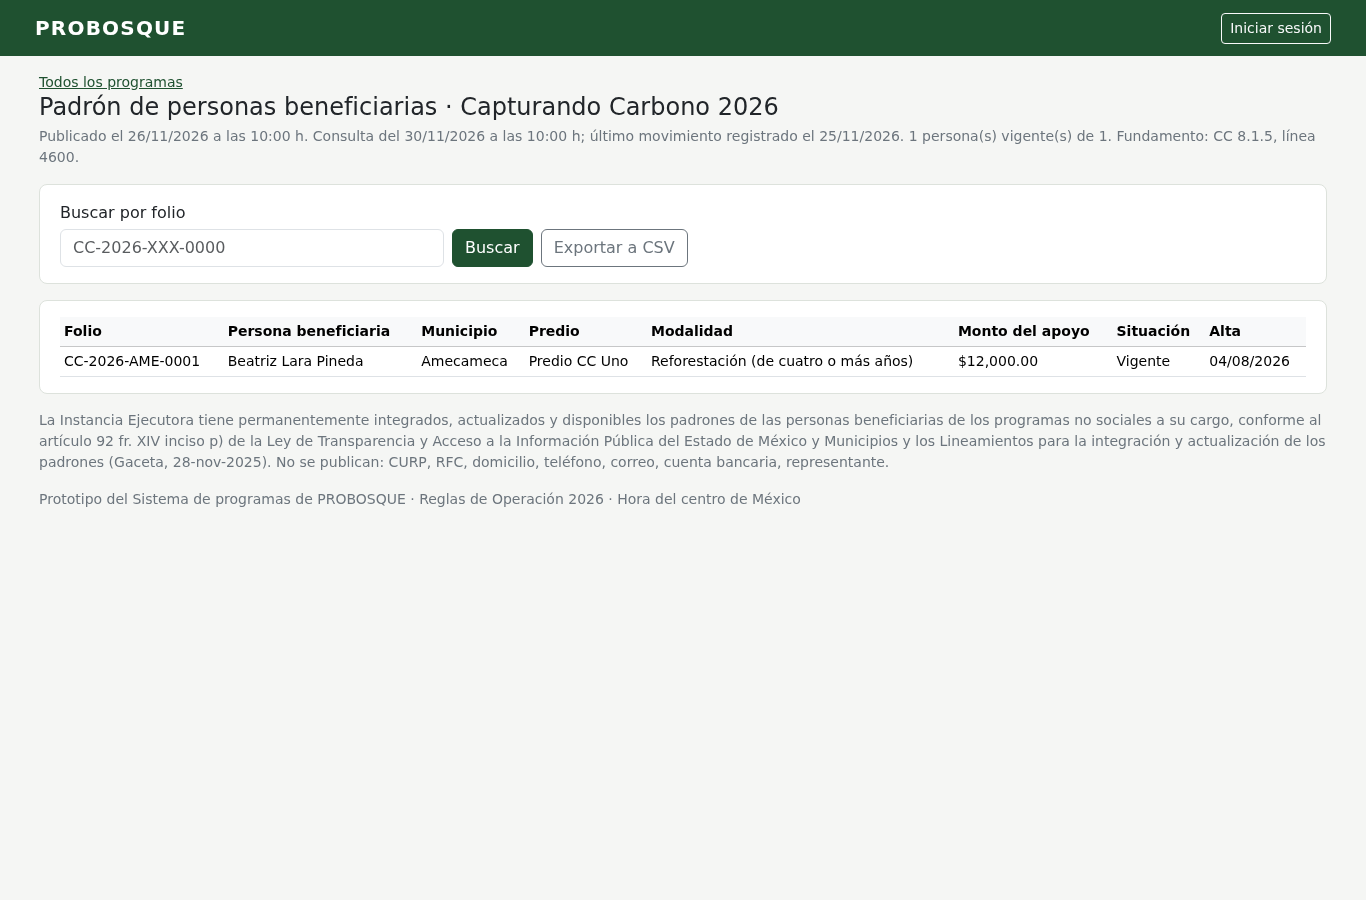 PROBOSQUE
Iniciar sesión
Todos los programas
Padrón de personas beneficiarias · Capturando Carbono 2026
Publicado el 26/11/2026 a las 10:00 h. Consulta del 30/11/2026 a las 10:00 h; último movimiento registrado el 25/11/2026. 1 persona(s) vigente(s) de 1. Fundamento: CC 8.1.5, línea
4600.
Buscar por folio
CC-2026-XXX-0000 Buscar Exportar a CSV
Folio Persona beneficiaria Municipio Predio Modalidad Monto del apoyo Situación Alta
CC-2026-AME-0001 Beatriz Lara Pineda Amecameca Predio CC Uno Reforestación (de cuatro o más años) $12,000.00 Vigente 04/08/2026
La Instancia Ejecutora tiene permanentemente integrados, actualizados y disponibles los padrones de las personas beneficiarias de los programas no sociales a su cargo, conforme al
artículo 92 fr. XIV inciso p) de la Ley de Transparencia y Acceso a la Información Pública del Estado de México y Municipios y los Lineamientos para la integración y actualización de los
padrones (Gaceta, 28-nov-2025). No se publican: CURP, RFC, domicilio, teléfono, correo, cuenta bancaria, representante.
Prototipo del Sistema de programas de PROBOSQUE · Reglas de Operación 2026 · Hora del centro de México